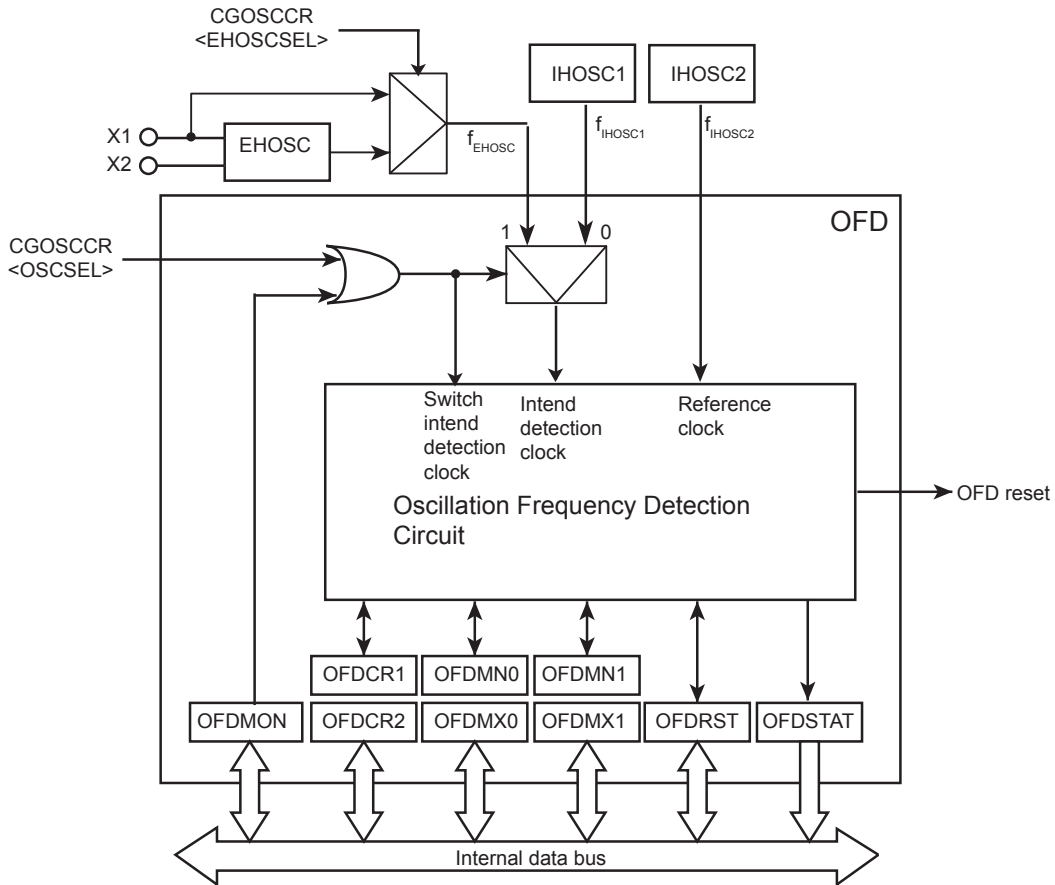 CGOSCCR
<EHOSCSEL>
IHOSC1
IHOSC2
X1
X2
EHOSC
fEHOSC
fIHOSC1
fIHOSC2
OFD
CGOSCCR
<OSCSEL>
1
0
Switch
intend
detection
clock
Intend
detection
clock
Reference
clock
Oscillation Frequency Detection
Circuit
OFD reset
OFDCR1
OFDMN0
OFDMN1
OFDMON
OFDCR2
OFDMX0
OFDMX1
OFDRST
OFDSTAT
Internal data bus